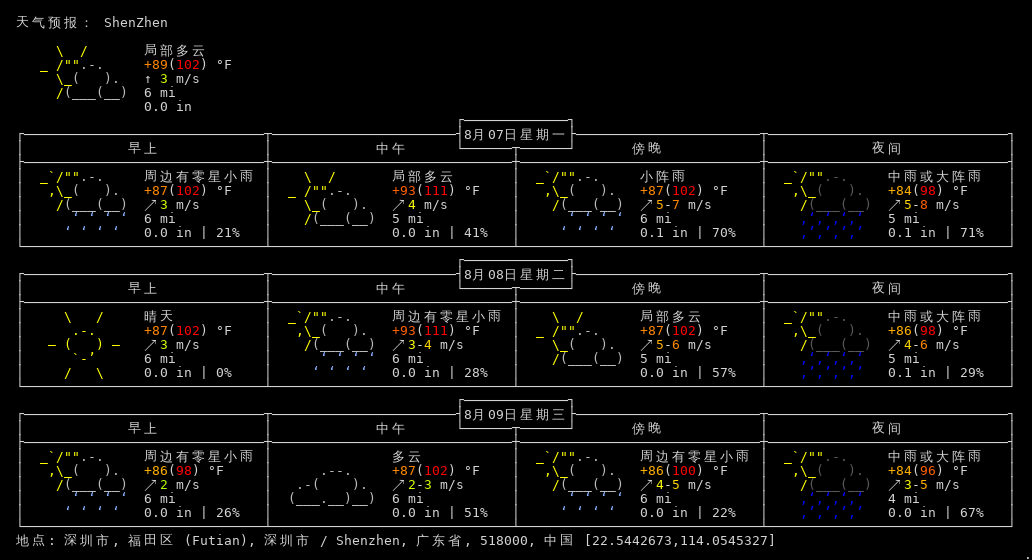 天气预报： ShenZhen
局部多云
+89(102) °F
↑ 3 m/s
6 mi
0.0 in
8月07日星期一
早上 中午 傍晚 夜间
周边有零星小雨 局部多云 小阵雨 中雨或大阵雨
+87(102) °F +93(111) °F +87(102) °F +84(98) °F
↗3 m/s ↗4 m/s ↗5-7 m/s ↗5-8 m/s
6 mi 5 mi 6 mi 5 mi
0.0 in | 21% 0.0 in | 41% 0.1 in | 70% 0.1 in | 71%
8月08日星期二
早上 中午 傍晚 夜间
晴天 周边有零星小雨 局部多云 中雨或大阵雨
+87(102) °F +93(111) °F +87(102) °F +86(98) °F
↗3 m/s ↗3-4 m/s ↗5-6 m/s ↗4-6 m/s
6 mi 6 mi 5 mi 5 mi
0.0 in | 0% 0.0 in | 28% 0.0 in | 57% 0.1 in | 29%
8月09日星期三
早上 中午 傍晚 夜间
周边有零星小雨 多云 周边有零星小雨 中雨或大阵雨
+86(98) °F +87(102) °F +86(100) °F +84(96) °F
↗2 m/s ↗2-3 m/s ↗4-5 m/s ↗3-5 m/s
6 mi 6 mi 6 mi 4 mi
0.0 in | 26% 0.0 in | 51% 0.0 in | 22% 0.0 in | 67%
地点: 深圳市, 福田区 (Futian), 深圳市 / Shenzhen, 广东省, 518000, 中国 [22.5442673,114.0545327]